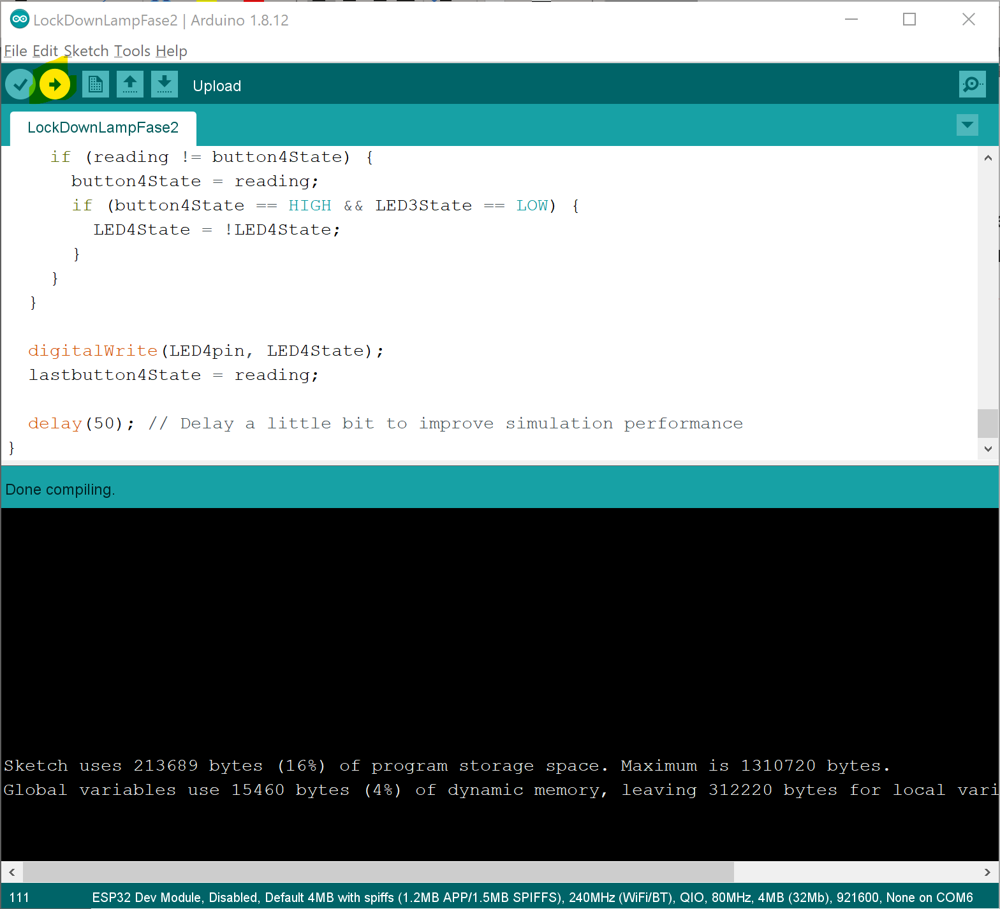 LockDownLampFase2 | Arduino 1.8.12
File Edit Sketch Tools Help
Upload
LockDownLampFase2
if (reading != button4State) {
button4State = reading;
if (button4State == HIGH && LED3State == LOW) {
LED4State = !LED4State;
}
}
}
digitalWrite(LED4pin, LED4State);
lastbutton4State = reading;
delay(50); // Delay a little bit to improve simulation performance
}
Done compiling.
Sketch uses 213689 bytes (16%) of program storage space. Maximum is 1310720 bytes.
Global variables use 15460 bytes (4%) of dynamic memory, leaving 312220 bytes for local vari
111 ESP32 Dev Module, Disabled, Default 4MB with spiffs (1.2MB APP/1.5MB SPIFFS), 240MHz (WiFi/BT), QIO, 80MHz, 4MB (32Mb), 921600, None on COM6